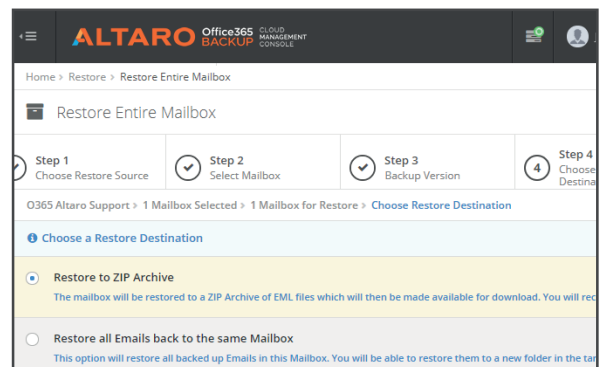 ALTARO Office365 BACKUP CLOUD MANAGEMENT CONSOLE
Home > Restore > Restore Entire Mailbox
Restore Entire Mailbox
Step 1
Choose Restore Source
Step 2
Select Mailbox
Step 3
Backup Version
4
Step 4
Choose
Destina
O365 Altaro Support > 1 Mailbox Selected > 1 Mailbox for Restore > Choose Restore Destination
Choose a Restore Destination
Restore to ZIP Archive
The mailbox will be restored to a ZIP Archive of EML files which will then be made available for download. You will rec
Restore all Emails back to the same Mailbox
This option will restore all backed up Emails in this Mailbox. You will be able to restore them to a new folder in the tar